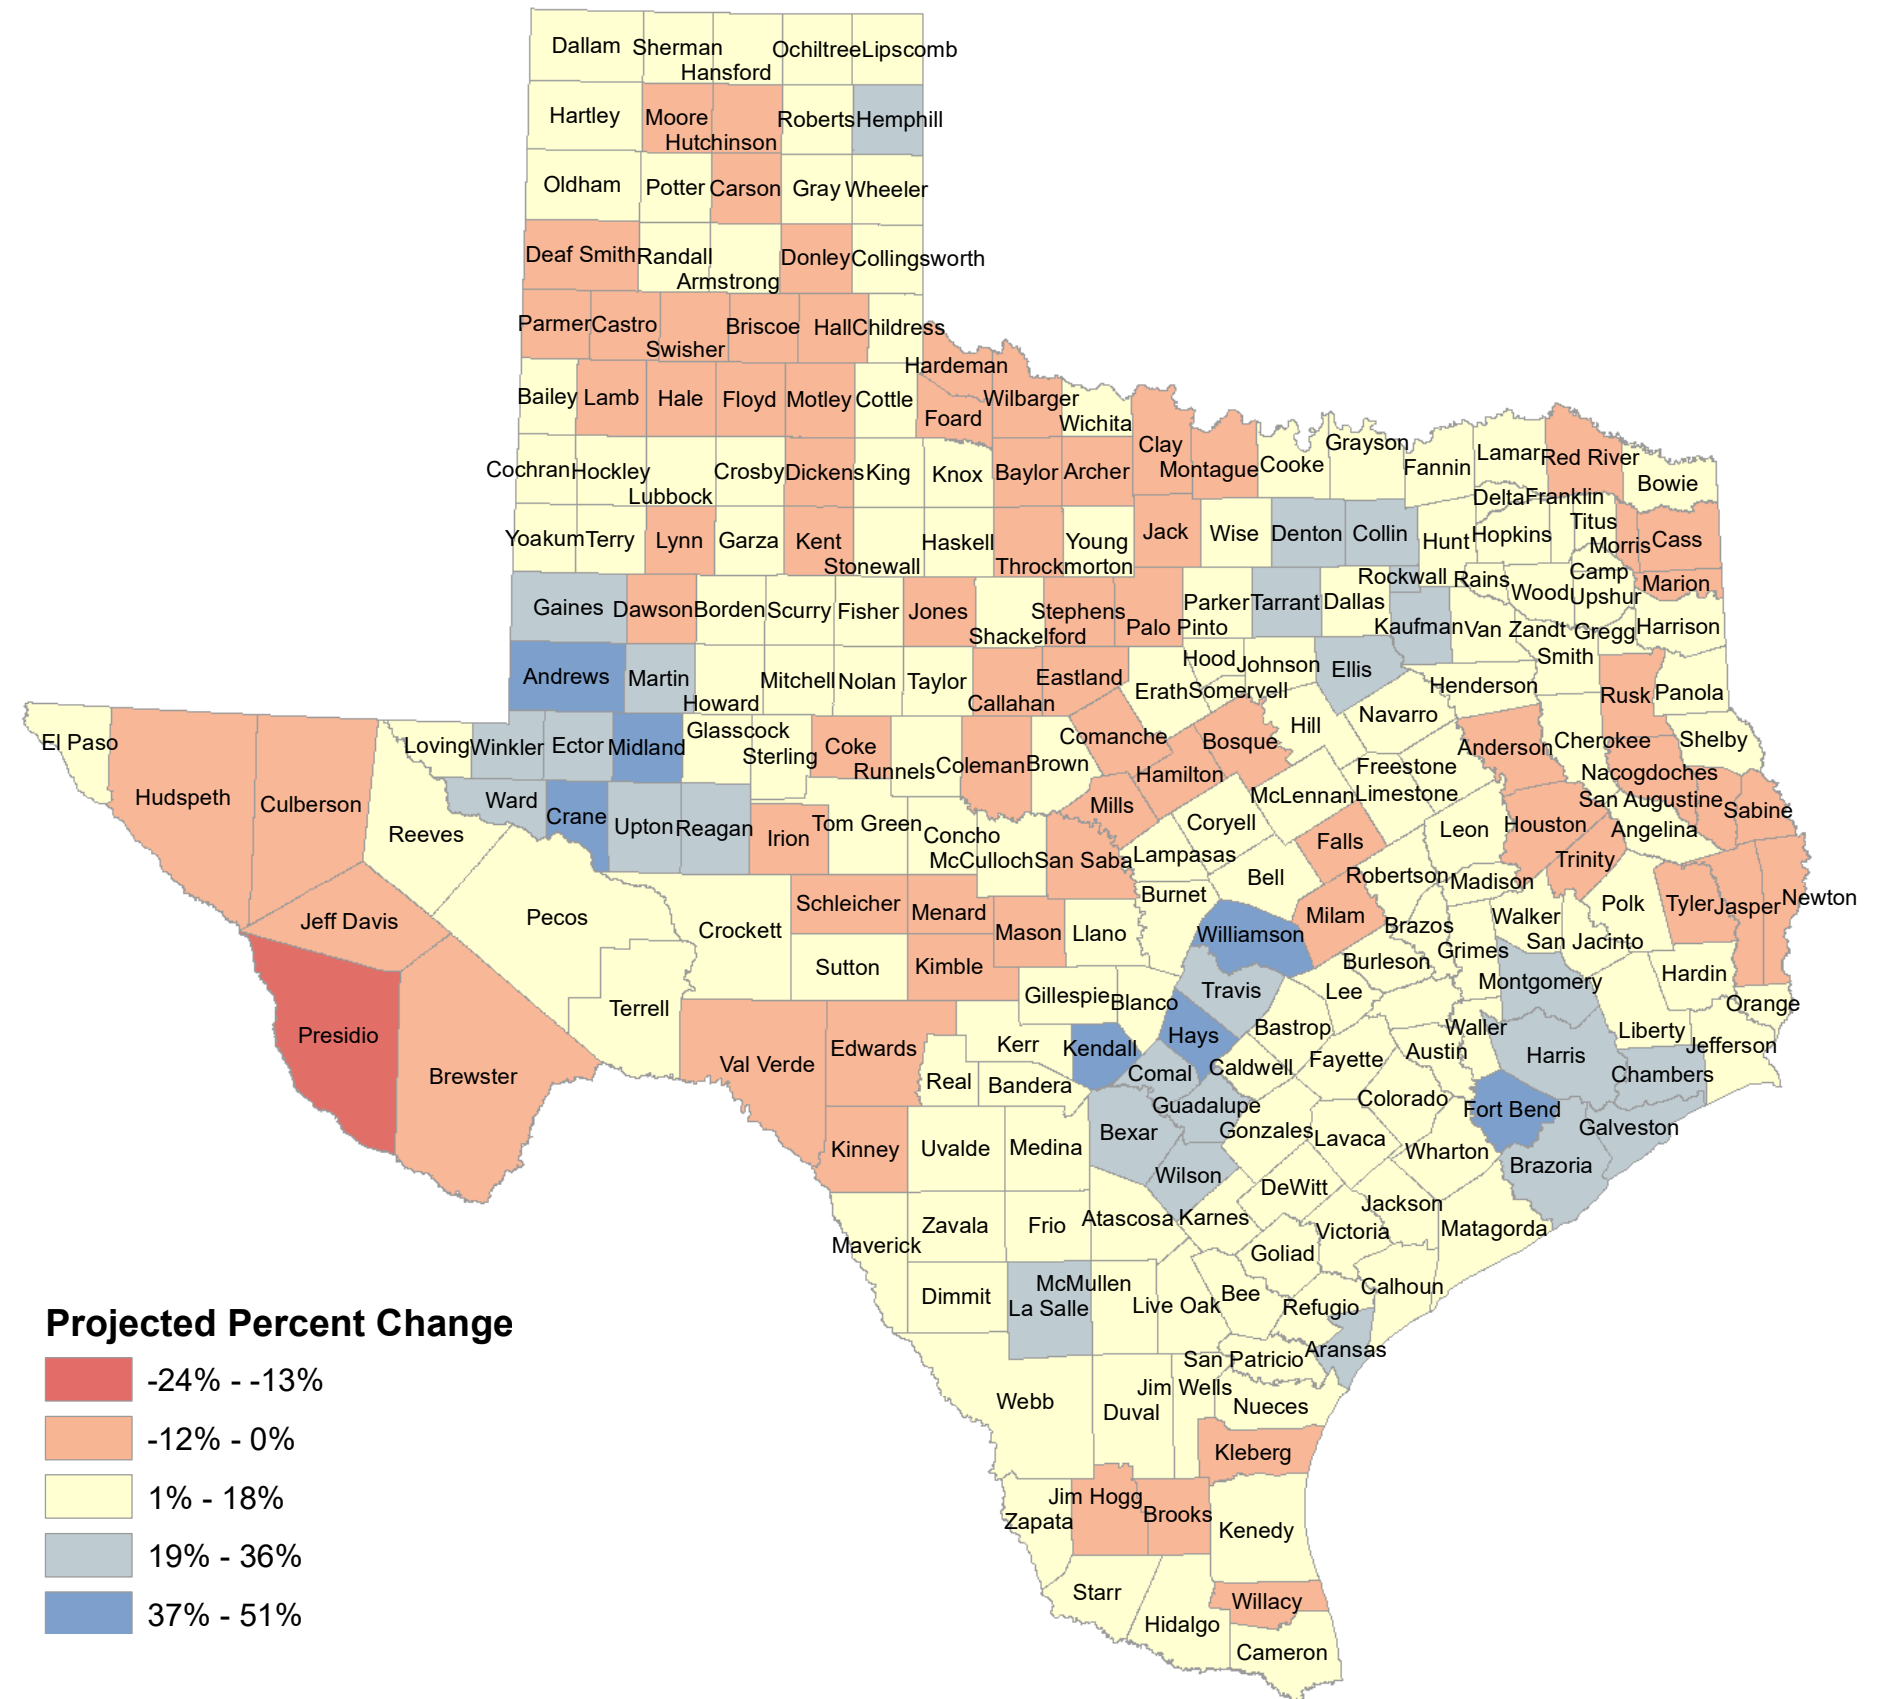 Dallam Sherman Ochiltree Lipscomb
Hansford
Hartley Moore Roberts Hemphill
Hutchinson
Oldham Potter Carson Gray Wheeler
Deaf Smith Randall Donley Collingsworth
Armstrong
Parmer Castro Briscoe Hall Childress
Swisher
Hardeman
Bailey Lamb Hale Floyd Motley Cottle Wilbarger
Foard Wichita
Clay Grayson
Cochran Hockley Crosby Dickens King Knox Baylor Archer Montague Cooke Fannin Lamar Red River
Lubbock Bowie
Delta Franklin
Yoakum Terry Lynn Garza Kent Haskell Young Jack Wise Denton Collin Hunt Hopkins Titus
Morris Cass
Stonewall Throckmorton
Rockwall Rains Camp Marion
Gaines Dawson Borden Scurry Fisher Jones Stephens Parker Tarrant Dallas Wood Upshur
Shackelford Palo Pinto Kaufman Van Zandt Gregg Harrison
Andrews Martin Mitchell Nolan Taylor Eastland Hood Johnson Ellis Smith
Howard Callahan Erath Somervell Henderson Rusk Panola
El Paso Loving Winkler Ector Midland Glasscock Coke Comanche Bosque Hill Navarro
Sterling Runnels Coleman Brown Anderson Cherokee Shelby
Hudspeth Culberson Ward Hamilton Freestone Nacogdoches
Crane Irion Mills McLennan Limestone San Augustine Sabine
Reeves Upton Reagan Tom Green Concho Coryell Falls Leon Houston Angelina
McCulloch San Saba Lampasas Trinity
Jeff Davis Pecos Schleicher Menard Burnet Bell Robertson Madison
Crockett Mason Llano Williamson Milam Brazos Walker Polk Tyler Jasper Newton
Sutton Kimble Burleson Grimes San Jacinto
Presidio Terrell Gillespie Blanco Travis Lee Montgomery Hardin
Brewster Val Verde Edwards Kerr Kendall Hays Bastrop Waller Liberty Orange
Real Bandera Comal Caldwell Fayette Austin Harris Jefferson
Chambers
Kinney Uvalde Medina Bexar Guadalupe Gonzales Lavaca Colorado Fort Bend Galveston
Wilson Wharton Brazoria
Zavala Frio Atascosa Karnes DeWitt Jackson
Maverick Victoria Matagorda
Goliad
Dimmit McMullen Bee Calhoun
La Salle Live Oak Refugio
Aransas
San Patricio
Webb Jim Wells
Duval Nueces
Kleberg
Jim Hogg
Zapata Brooks Kenedy
Starr Willacy
Hidalgo
Cameron
Projected Percent Change
-24% - -13%
-12% - 0%
1% - 18%
19% - 36%
37% - 51%